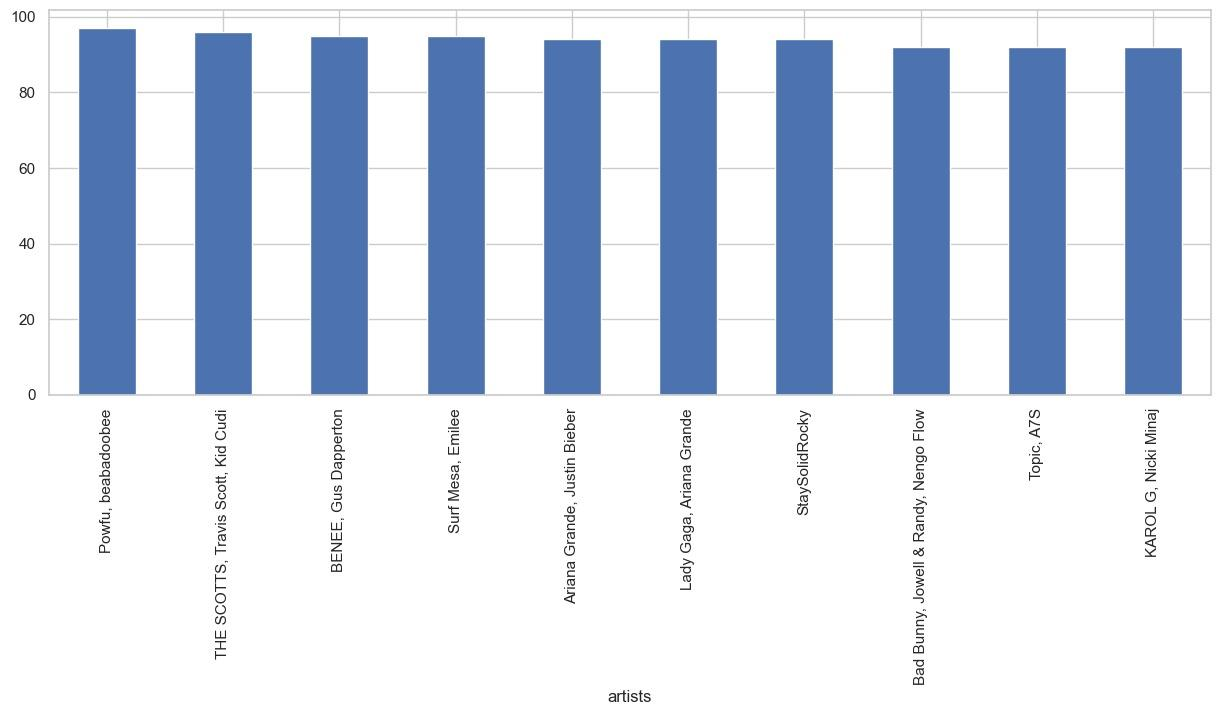 100
80
60
40
20
0
Powfu, beabadoobee
THE SCOTTS, Travis Scott, Kid Cudi
BENEE, Gus Dapperton
Surf Mesa, Emilee
Ariana Grande, Justin Bieber
Lady Gaga, Ariana Grande
StaySolidRocky
Bad Bunny, Jowell & Randy, Nengo Flow
Topic, A7S
KAROL G, Nicki Minaj
artists